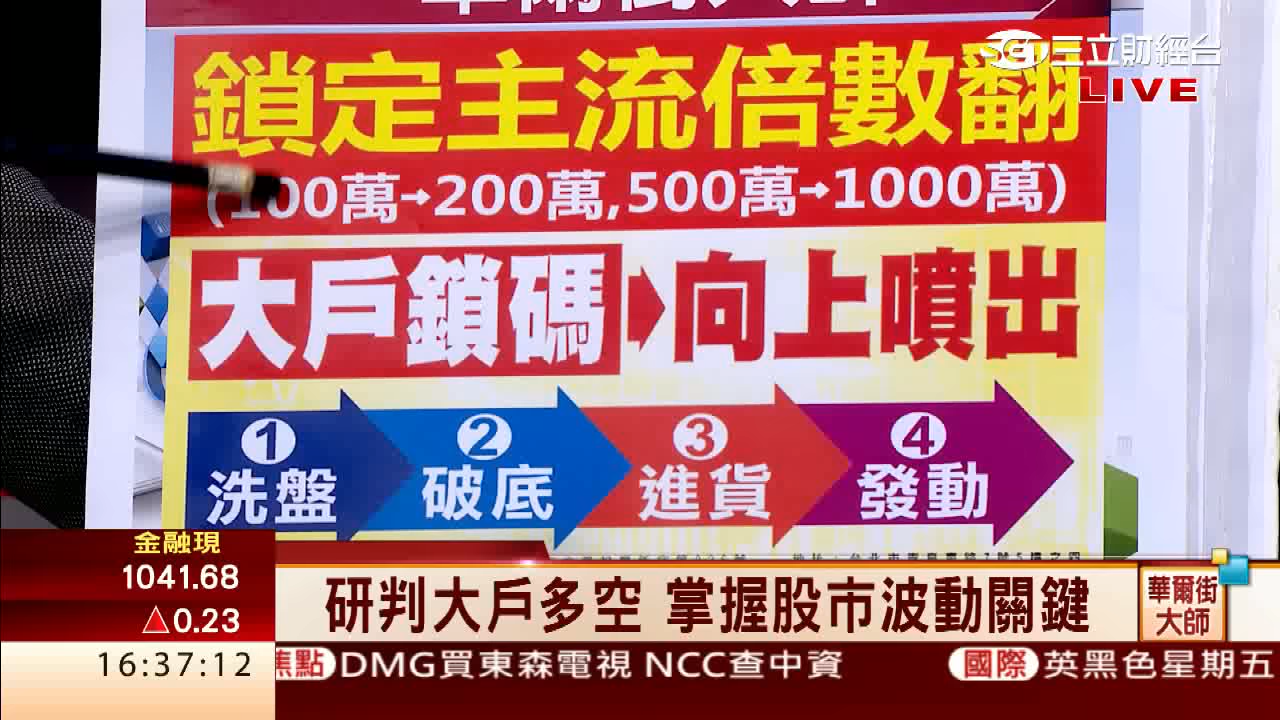 三立財經台
LIVE
鎖定主流倍數翻
(100萬→200萬,500萬→1000萬)
大戶鎖碼 向上噴出
1 洗盤
2 破底
3 進貨
4 發動
金融現
1041.68
△0.23
16:37:12
研判大戶多空 掌握股市波動關鍵
華爾街
大師
焦點 DMG買東森電視 NCC查中資
國際 英黑色星期五